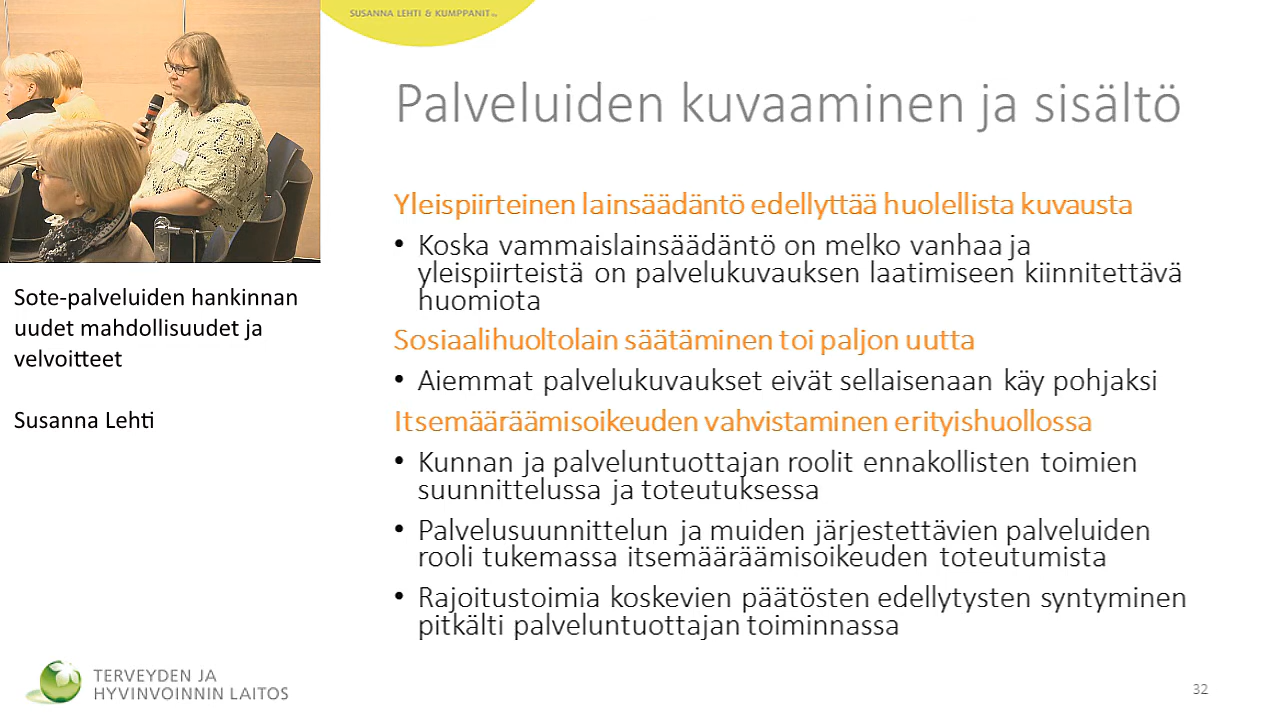 SUSANNA LEHTI & KUMPPANIT
Palveluiden kuvaaminen ja sisältö
Yleispiirteinen lainsäädäntö edellyttää huolellista kuvausta
• Koska vammaislainsäädäntö on melko vanhaa ja
yleispiirteistä on palvelukuvauksen laatimiseen kiinnitettävä
huomiota
Sosiaalihuoltolain säätäminen toi paljon uutta
• Aiemmat palvelukuvaukset eivät sellaisenaan käy pohjaksi
Itsemääräämisoikeuden vahvistaminen erityishuollossa
• Kunnan ja palveluntuottajan roolit ennakollisten toimien
suunnittelussa ja toteutuksessa
• Palvelusuunnittelun ja muiden järjestettävien palveluiden
rooli tukemassa itsemääräämisoikeuden toteutumista
• Rajoitustoimia koskevien päätösten edellytysten syntyminen
pitkälti palveluntuottajan toiminnassa
Sote-palveluiden hankinnan
uudet mahdollisuudet ja
velvoitteet
Susanna Lehti
TERVEYDEN JA
HYVINVOINNIN LAITOS
32